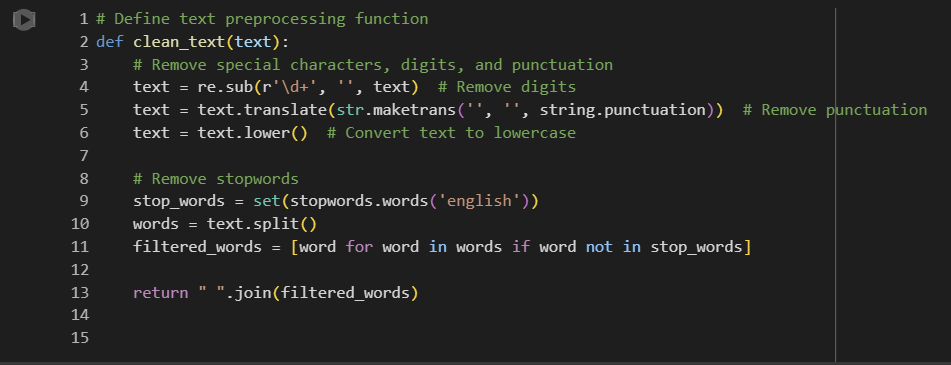 1 # Define text preprocessing function
2 def clean_text(text):
3     # Remove special characters, digits, and punctuation
4     text = re.sub(r'\d+', '', text)  # Remove digits
5     text = text.translate(str.maketrans('', '', string.punctuation))  # Remove punctuation
6     text = text.lower()  # Convert text to lowercase
7
8     # Remove stopwords
9     stop_words = set(stopwords.words('english'))
10     words = text.split()
11     filtered_words = [word for word in words if word not in stop_words]
12
13     return " ".join(filtered_words)
14
15